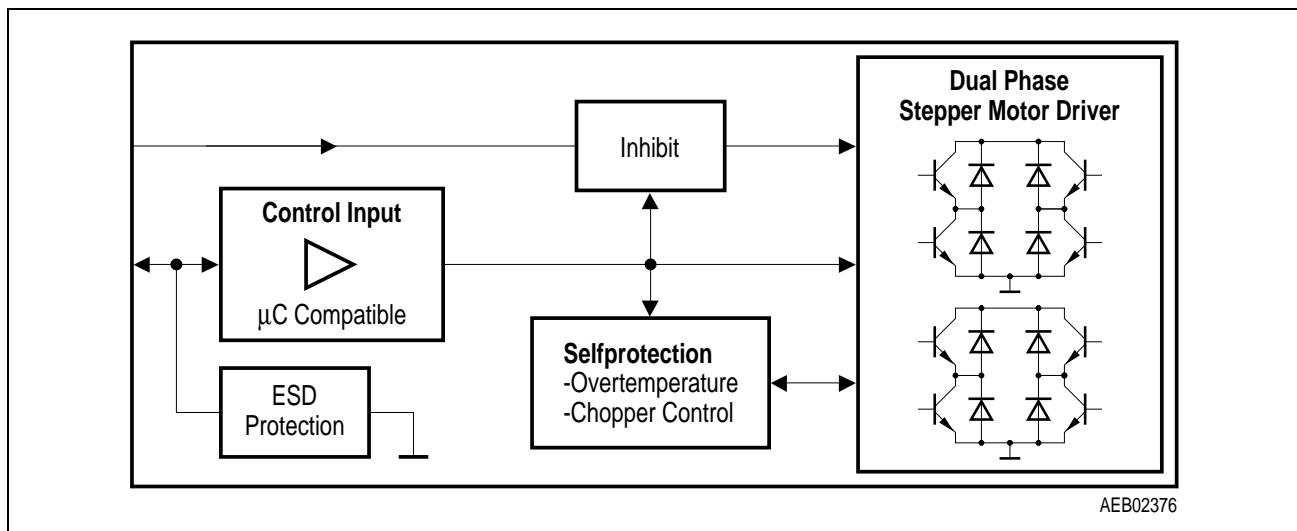 Dual Phase
Stepper Motor Driver
Inhibit
Control Input
μC Compatible
Selfprotection
-Overtemperature
-Chopper Control
ESD
Protection
AEB02376